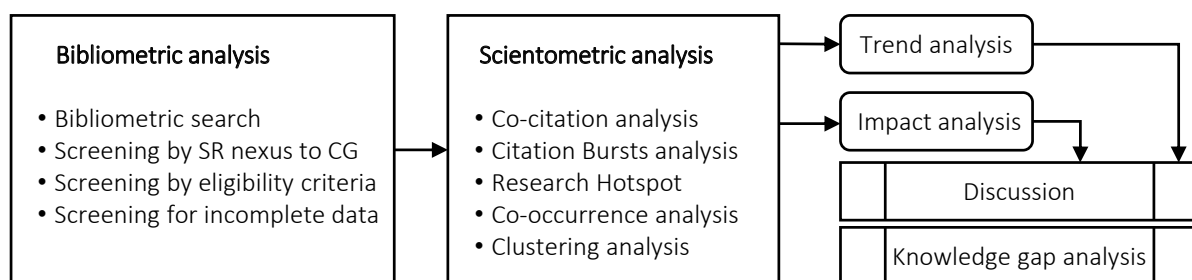 Bibliometric analysis
• Bibliometric search
• Screening by SR nexus to CG
• Screening by eligibility criteria
• Screening for incomplete data
Scientometric analysis
• Co-citation analysis
• Citation Bursts analysis
• Research Hotspot
• Co-occurrence analysis
• Clustering analysis
Trend analysis
Impact analysis
Discussion
Knowledge gap analysis